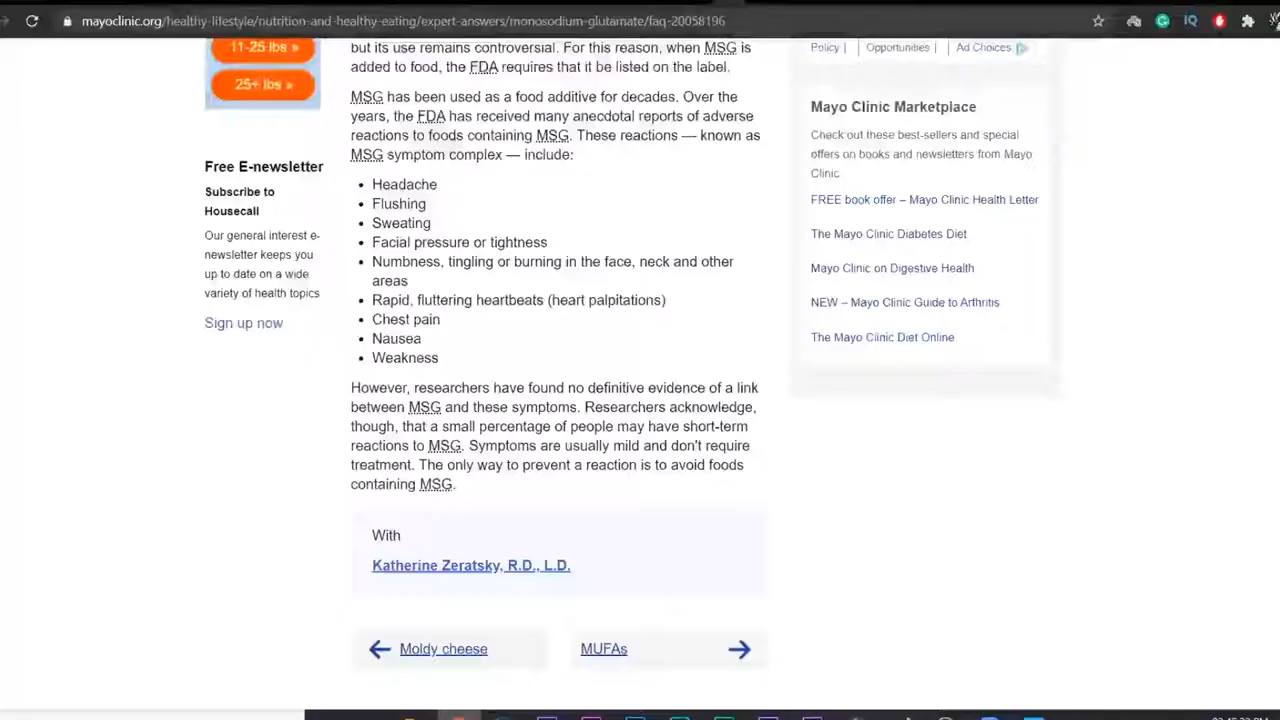 mayoclinic.org/healthy-lifestyle/nutrition-and-healthy-eating/expert-answers/monosodium-glutamate/faq-20058196
11-25 lbs »
25+ lbs »
Free E-newsletter
Subscribe to
Housecall
Our general interest e-
newsletter keeps you
up to date on a wide
variety of health topics
Sign up now
but its use remains controversial. For this reason, when MSG is
added to food, the FDA requires that it be listed on the label.
MSG has been used as a food additive for decades. Over the
years, the FDA has received many anecdotal reports of adverse
reactions to foods containing MSG. These reactions — known as
MSG symptom complex — include:
• Headache
• Flushing
• Sweating
• Facial pressure or tightness
• Numbness, tingling or burning in the face, neck and other
areas
• Rapid, fluttering heartbeats (heart palpitations)
• Chest pain
• Nausea
• Weakness
However, researchers have found no definitive evidence of a link
between MSG and these symptoms. Researchers acknowledge,
though, that a small percentage of people may have short-term
reactions to MSG. Symptoms are usually mild and don't require
treatment. The only way to prevent a reaction is to avoid foods
containing MSG.
With
Katherine Zeratsky, R.D., L.D.
Moldy cheese
MUFAs
Policy | Opportunities | Ad Choices
Mayo Clinic Marketplace
Check out these best-sellers and special
offers on books and newsletters from Mayo
Clinic.
FREE book offer – Mayo Clinic Health Letter
The Mayo Clinic Diabetes Diet
Mayo Clinic on Digestive Health
NEW – Mayo Clinic Guide to Arthritis
The Mayo Clinic Diet Online